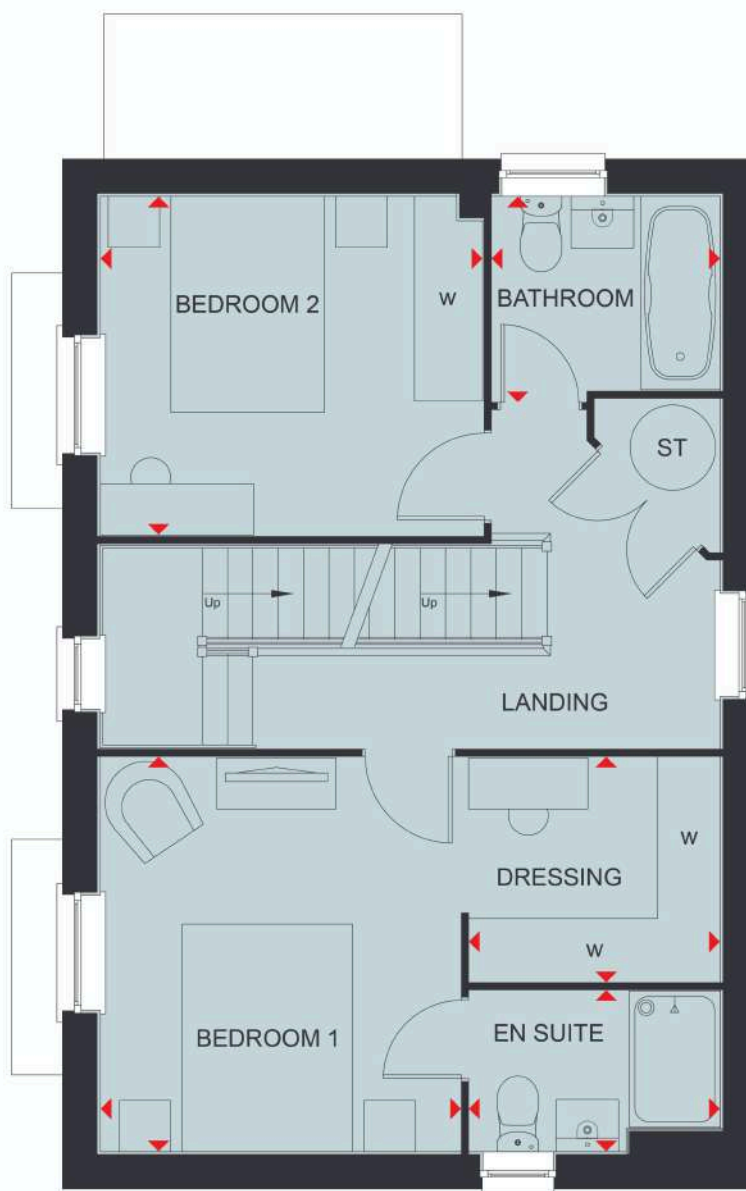 BEDROOM 2
W
BATHROOM
ST
Up
Up
LANDING
W
DRESSING
W
BEDROOM 1
EN SUITE